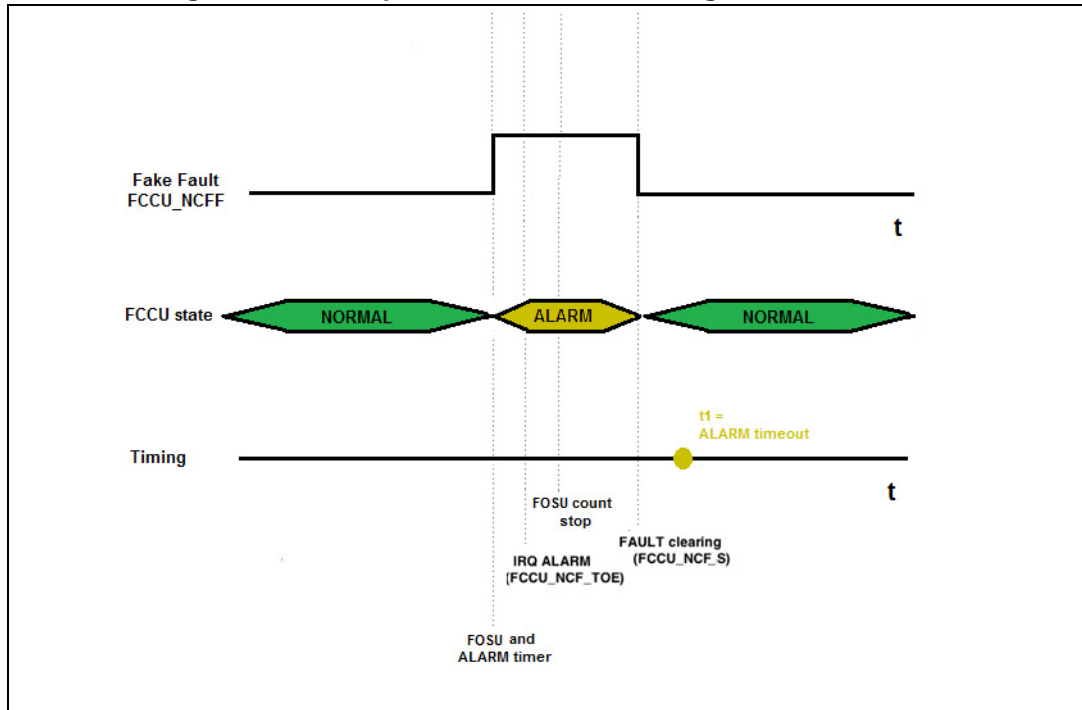 Fake Fault
FCCU_NCFF
t
FCCU state
NORMAL
ALARM
NORMAL
t1 =
ALARM timeout
Timing
t
FOSU count
stop
FAULT clearing
(FCCU_NCF_S)
IRQ ALARM
(FCCU_NCF_TOE)
FOSU and
ALARM timer